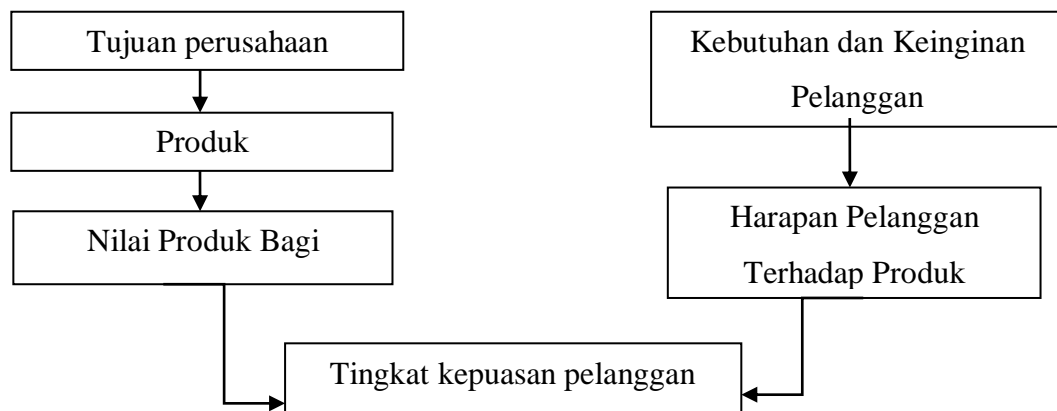 Tujuan perusahaan
Produk
Nilai Produk Bagi
Kebutuhan dan Keinginan
Pelanggan
Harapan Pelanggan
Terhadap Produk
Tingkat kepuasan pelanggan